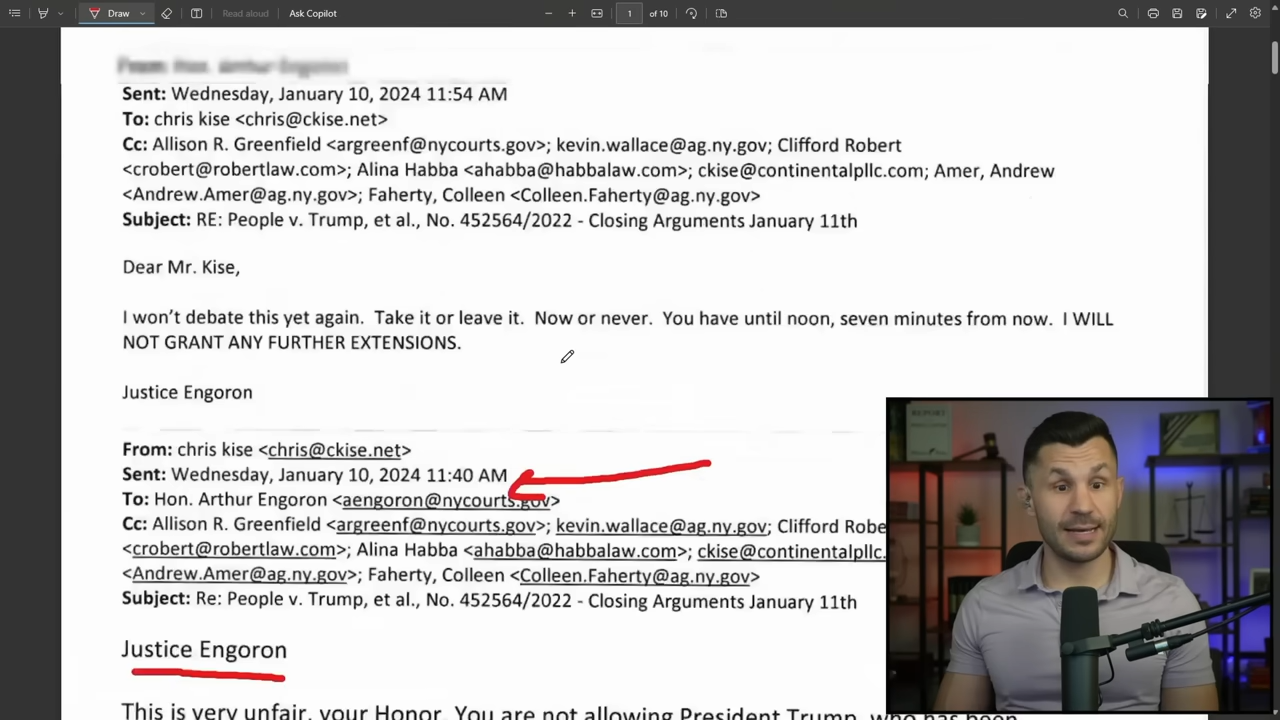 Draw
Read aloud
Ask Copilot
1 of 10
Sent: Wednesday, January 10, 2024 11:54 AM
To: chris kise <chris@ckise.net>
Cc: Allison R. Greenfield <argreenf@nycourts.gov>; kevin.wallace@ag.ny.gov; Clifford Robert
<crobert@robertlaw.com>; Alina Habba <ahabba@habbalaw.com>; ckise@continentalpllc.com; Amer, Andrew
<Andrew.Amer@ag.ny.gov>; Faherty, Colleen <Colleen.Faherty@ag.ny.gov>
Subject: RE: People v. Trump, et al., No. 452564/2022 - Closing Arguments January 11th
Dear Mr. Kise,
I won’t debate this yet again. Take it or leave it. Now or never. You have until noon, seven minutes from now. I WILL
NOT GRANT ANY FURTHER EXTENSIONS.
Justice Engoron
From: chris kise <chris@ckise.net>
Sent: Wednesday, January 10, 2024 11:40 AM
To: Hon. Arthur Engoron <aengoron@nycourts.gov>
Cc: Allison R. Greenfield <argreenf@nycourts.gov>; kevin.wallace@ag.ny.gov; Clifford Robe
<crobert@robertlaw.com>; Alina Habba <ahabba@habbalaw.com>; ckise@continentalpllc.
<Andrew.Amer@ag.ny.gov>; Faherty, Colleen <Colleen.Faherty@ag.ny.gov>
Subject: Re: People v. Trump, et al., No. 452564/2022 - Closing Arguments January 11th
Justice Engoron
This is very unfair, your Honor. You are not allowing President Trump, who has been